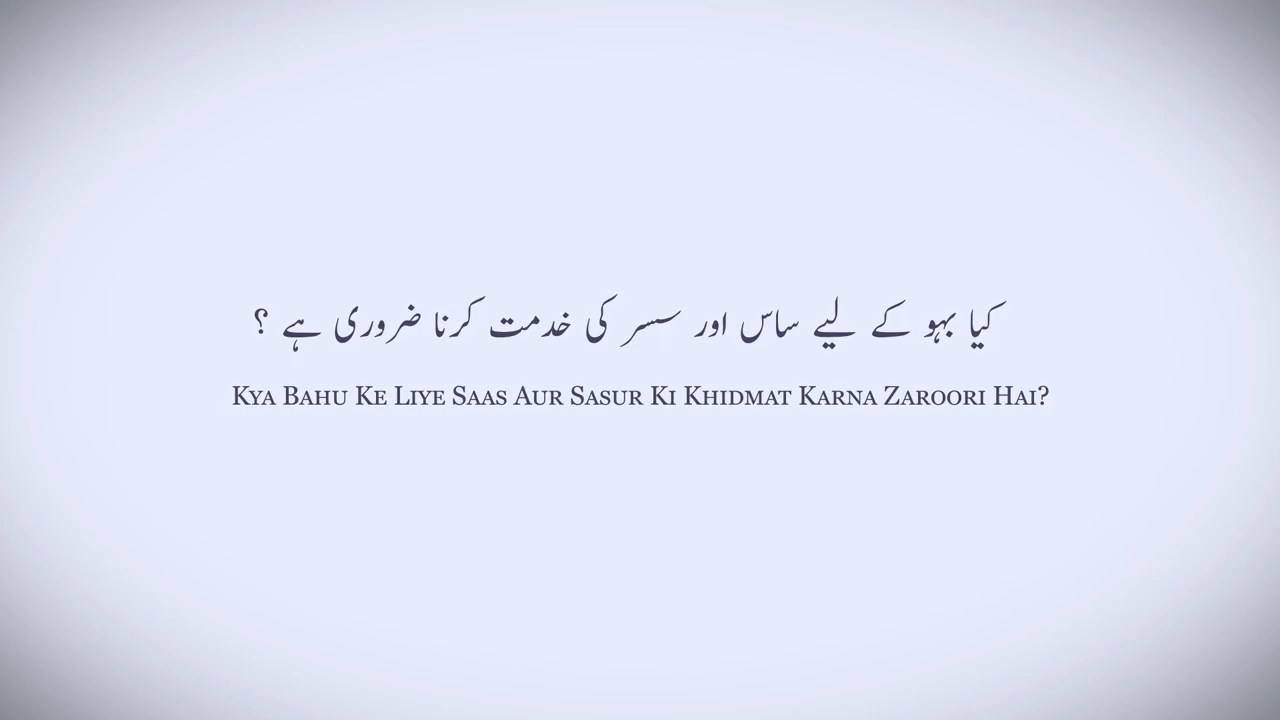 کیا بہو کے لیے ساس اور سسر کی خدمت کرنا ضروری ہے ؟
Kya Bahu Ke Liye Saas Aur Sasur Ki Khidmat Karna Zaroori Hai?